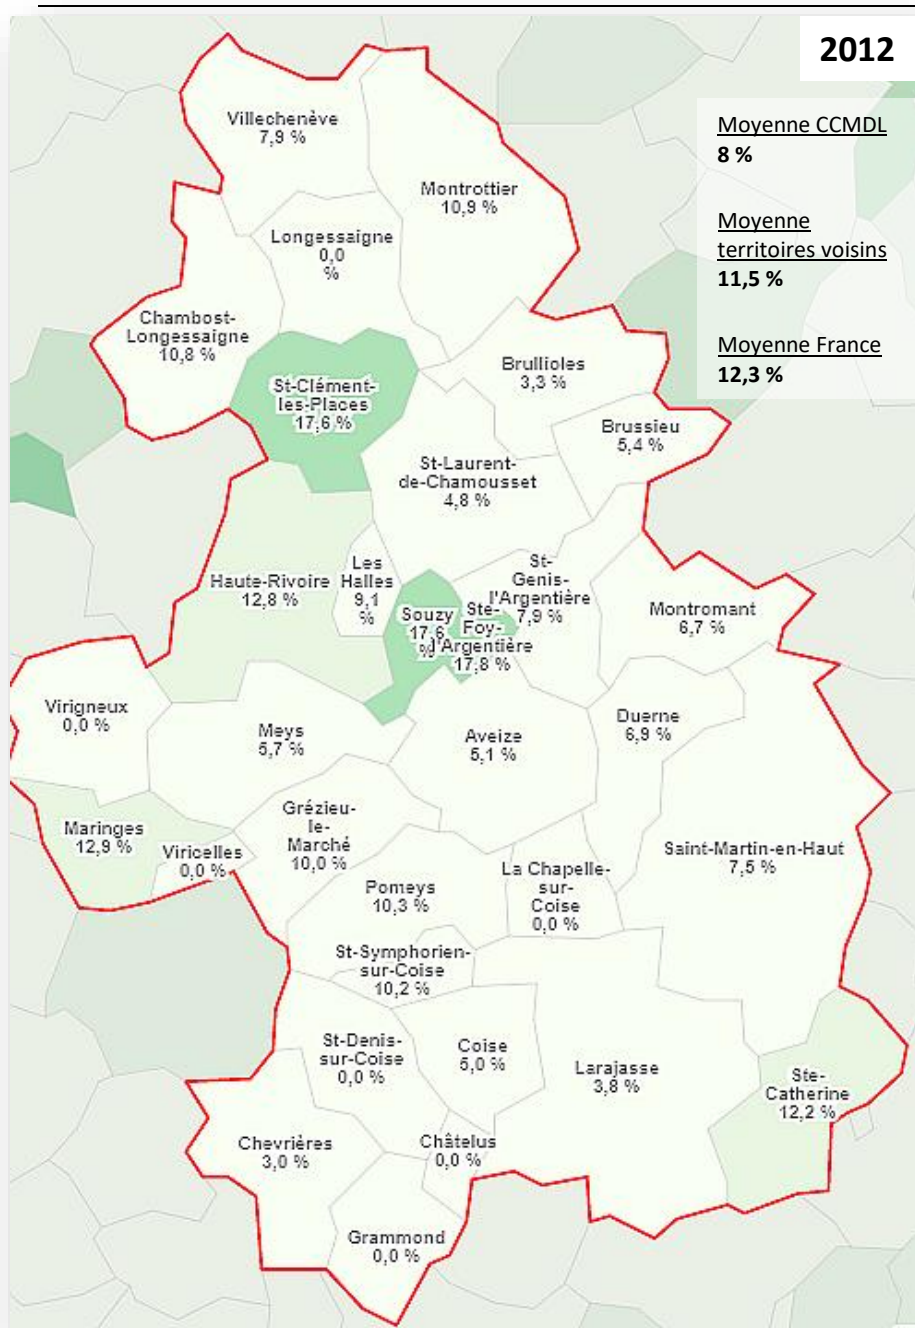 2012
Moyenne CCMDL
8 %
Moyenne
territoires voisins
11,5 %
Moyenne France
12,3 %
Villechenève
7,9 %
Montrottier
10,9 %
Longessaigne
0,0
%
Chambost-
Longessaigne
10,8 %
Brullioles
3,3 %
St-Clément-
les-Places
17,6 %
Brussieu
5,4 %
St-Laurent-
de-Chamousset
4,8 %
Les
Halles
9,1
%
Haute-Rivoire
12,8 %
St-
Genis-
l'Argentière
7,9 %
Souzy
17,6
%
Ste-
Foy-
l'Argentière
17,8 %
Montromant
6,7 %
Virigneux
0,0 %
Meys
5,7 %
Aveize
5,1 %
Duerne
6,9 %
Maringes
12,9 %
Viricelles
0,0 %
Grézieu-
le-
Marché
10,0 %
Saint-Martin-en-Haut
7,5 %
Pomeys
10,3 %
La Chapelle-
sur-
Coise
0,0 %
St-Symphorien-
sur-Coise
10,2 %
St-Denis-
sur-Coise
0,0 %
Coise
5,0 %
Larajasse
3,8 %
Ste-
Catherine
12,2 %
Chevrières
3,0 %
Châtelus
0,0 %
Grammond
0,0 %